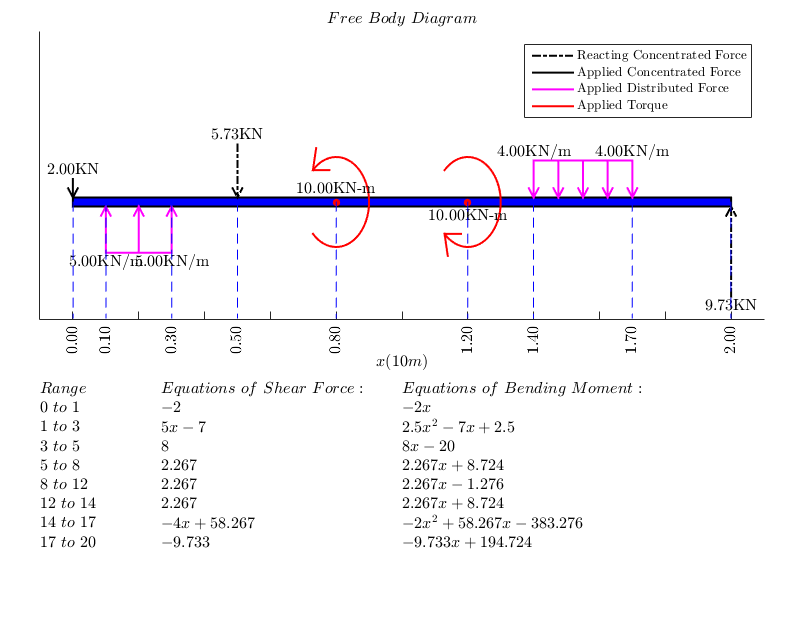 Free Body Diagram
Reacting Concentrated Force
Applied Concentrated Force
Applied Distributed Force
Applied Torque
5.73KN
4.00KN/m 4.00KN/m
2.00KN
10.00KN-m
10.00KN-m
5.00KN/m 5.00KN/m
9.73KN
0.00 0.10 0.30 0.50 0.80 1.20 1.40 1.70 2.00
x(10m)
Range Equations of Shear Force : Equations of Bending Moment :
0 to 1 −2 −2x
1 to 3 5x − 7 2.5x² − 7x + 2.5
3 to 5 8 8x − 20
5 to 8 2.267 2.267x + 8.724
8 to 12 2.267 2.267x − 1.276
12 to 14 2.267 2.267x + 8.724
14 to 17 −4x + 58.267 −2x² + 58.267x − 383.276
17 to 20 −9.733 −9.733x + 194.724